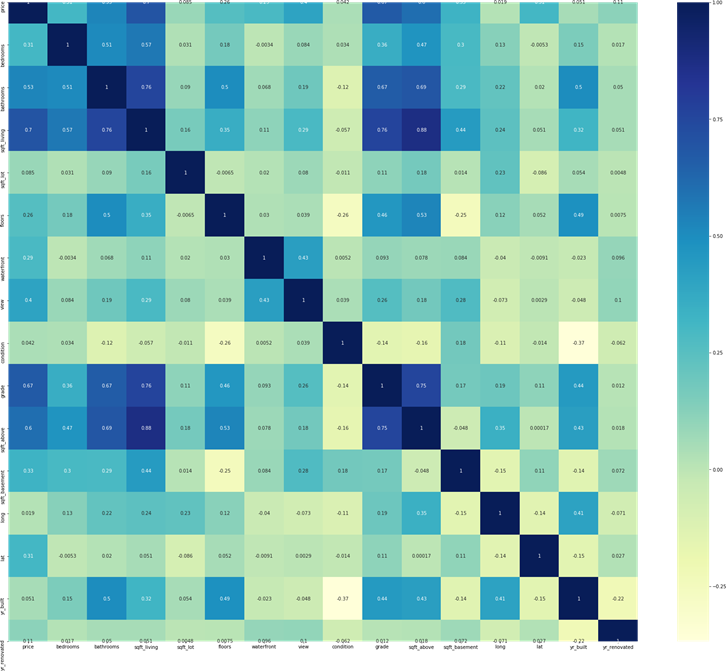 price 0.085 0.26 0.042 0.019 0.051 0.11 1.00
bedrooms 0.31 1 0.51 0.57 0.031 0.18 -0.0034 0.084 0.034 0.36 0.47 0.3 0.13 -0.0053 0.15 0.017
bathrooms 0.53 0.51 1 0.76 0.09 0.5 0.068 0.19 -0.12 0.67 0.69 0.29 0.22 0.02 0.5 0.05
0.75
sqft_living 0.7 0.57 0.76 1 0.16 0.35 0.11 0.29 -0.057 0.76 0.88 0.44 0.24 0.051 0.32 0.051
sqft_lot 0.085 0.031 0.09 0.16 1 -0.0065 0.02 0.08 -0.011 0.11 0.18 0.014 0.23 -0.086 0.054 0.0048
floors 0.26 0.18 0.5 0.35 -0.0065 1 0.03 0.039 -0.26 0.46 0.53 -0.25 0.12 0.052 0.49 0.0075
0.50
waterfront 0.29 -0.0034 0.068 0.11 0.02 0.03 1 0.43 0.0052 0.093 0.078 0.084 -0.04 -0.0091 -0.023 0.096
view 0.4 0.084 0.19 0.29 0.08 0.039 0.43 1 0.039 0.26 0.18 0.28 -0.073 0.0029 -0.048 0.1
condition 0.042 0.034 -0.12 -0.057 -0.011 -0.26 0.0052 0.039 1 -0.14 -0.16 0.18 -0.11 -0.014 -0.37 -0.062
0.25
grade 0.67 0.36 0.67 0.76 0.11 0.46 0.093 0.26 -0.14 1 0.75 0.17 0.19 0.11 0.44 0.012
sqft_above 0.6 0.47 0.69 0.88 0.18 0.53 0.078 0.18 -0.16 0.75 1 -0.048 0.35 0.00017 0.43 0.018
sqft_basement 0.33 0.3 0.29 0.44 0.014 -0.25 0.084 0.28 0.18 0.17 -0.048 1 -0.15 0.11 -0.14 0.072
0.00
long 0.019 0.13 0.22 0.24 0.23 0.12 -0.04 -0.073 -0.11 0.19 0.35 -0.15 1 -0.14 0.41 -0.071
lat 0.31 -0.0053 0.02 0.051 -0.086 0.052 -0.0091 0.0029 -0.014 0.11 0.00017 0.11 -0.14 1 -0.15 0.027
-0.25
yr_built 0.051 0.15 0.5 0.32 0.054 0.49 -0.023 -0.048 -0.37 0.44 0.43 -0.14 0.41 -0.15 1 -0.22
yr_renovated 0.11 0.017 0.05 0.051 0.0048 0.0075 0.096 0.1 -0.062 0.012 0.018 0.072 -0.071 0.027 -0.22 1
price bedrooms bathrooms sqft_living sqft_lot floors waterfront view condition grade sqft_above sqft_basement long lat yr_built yr_renovated